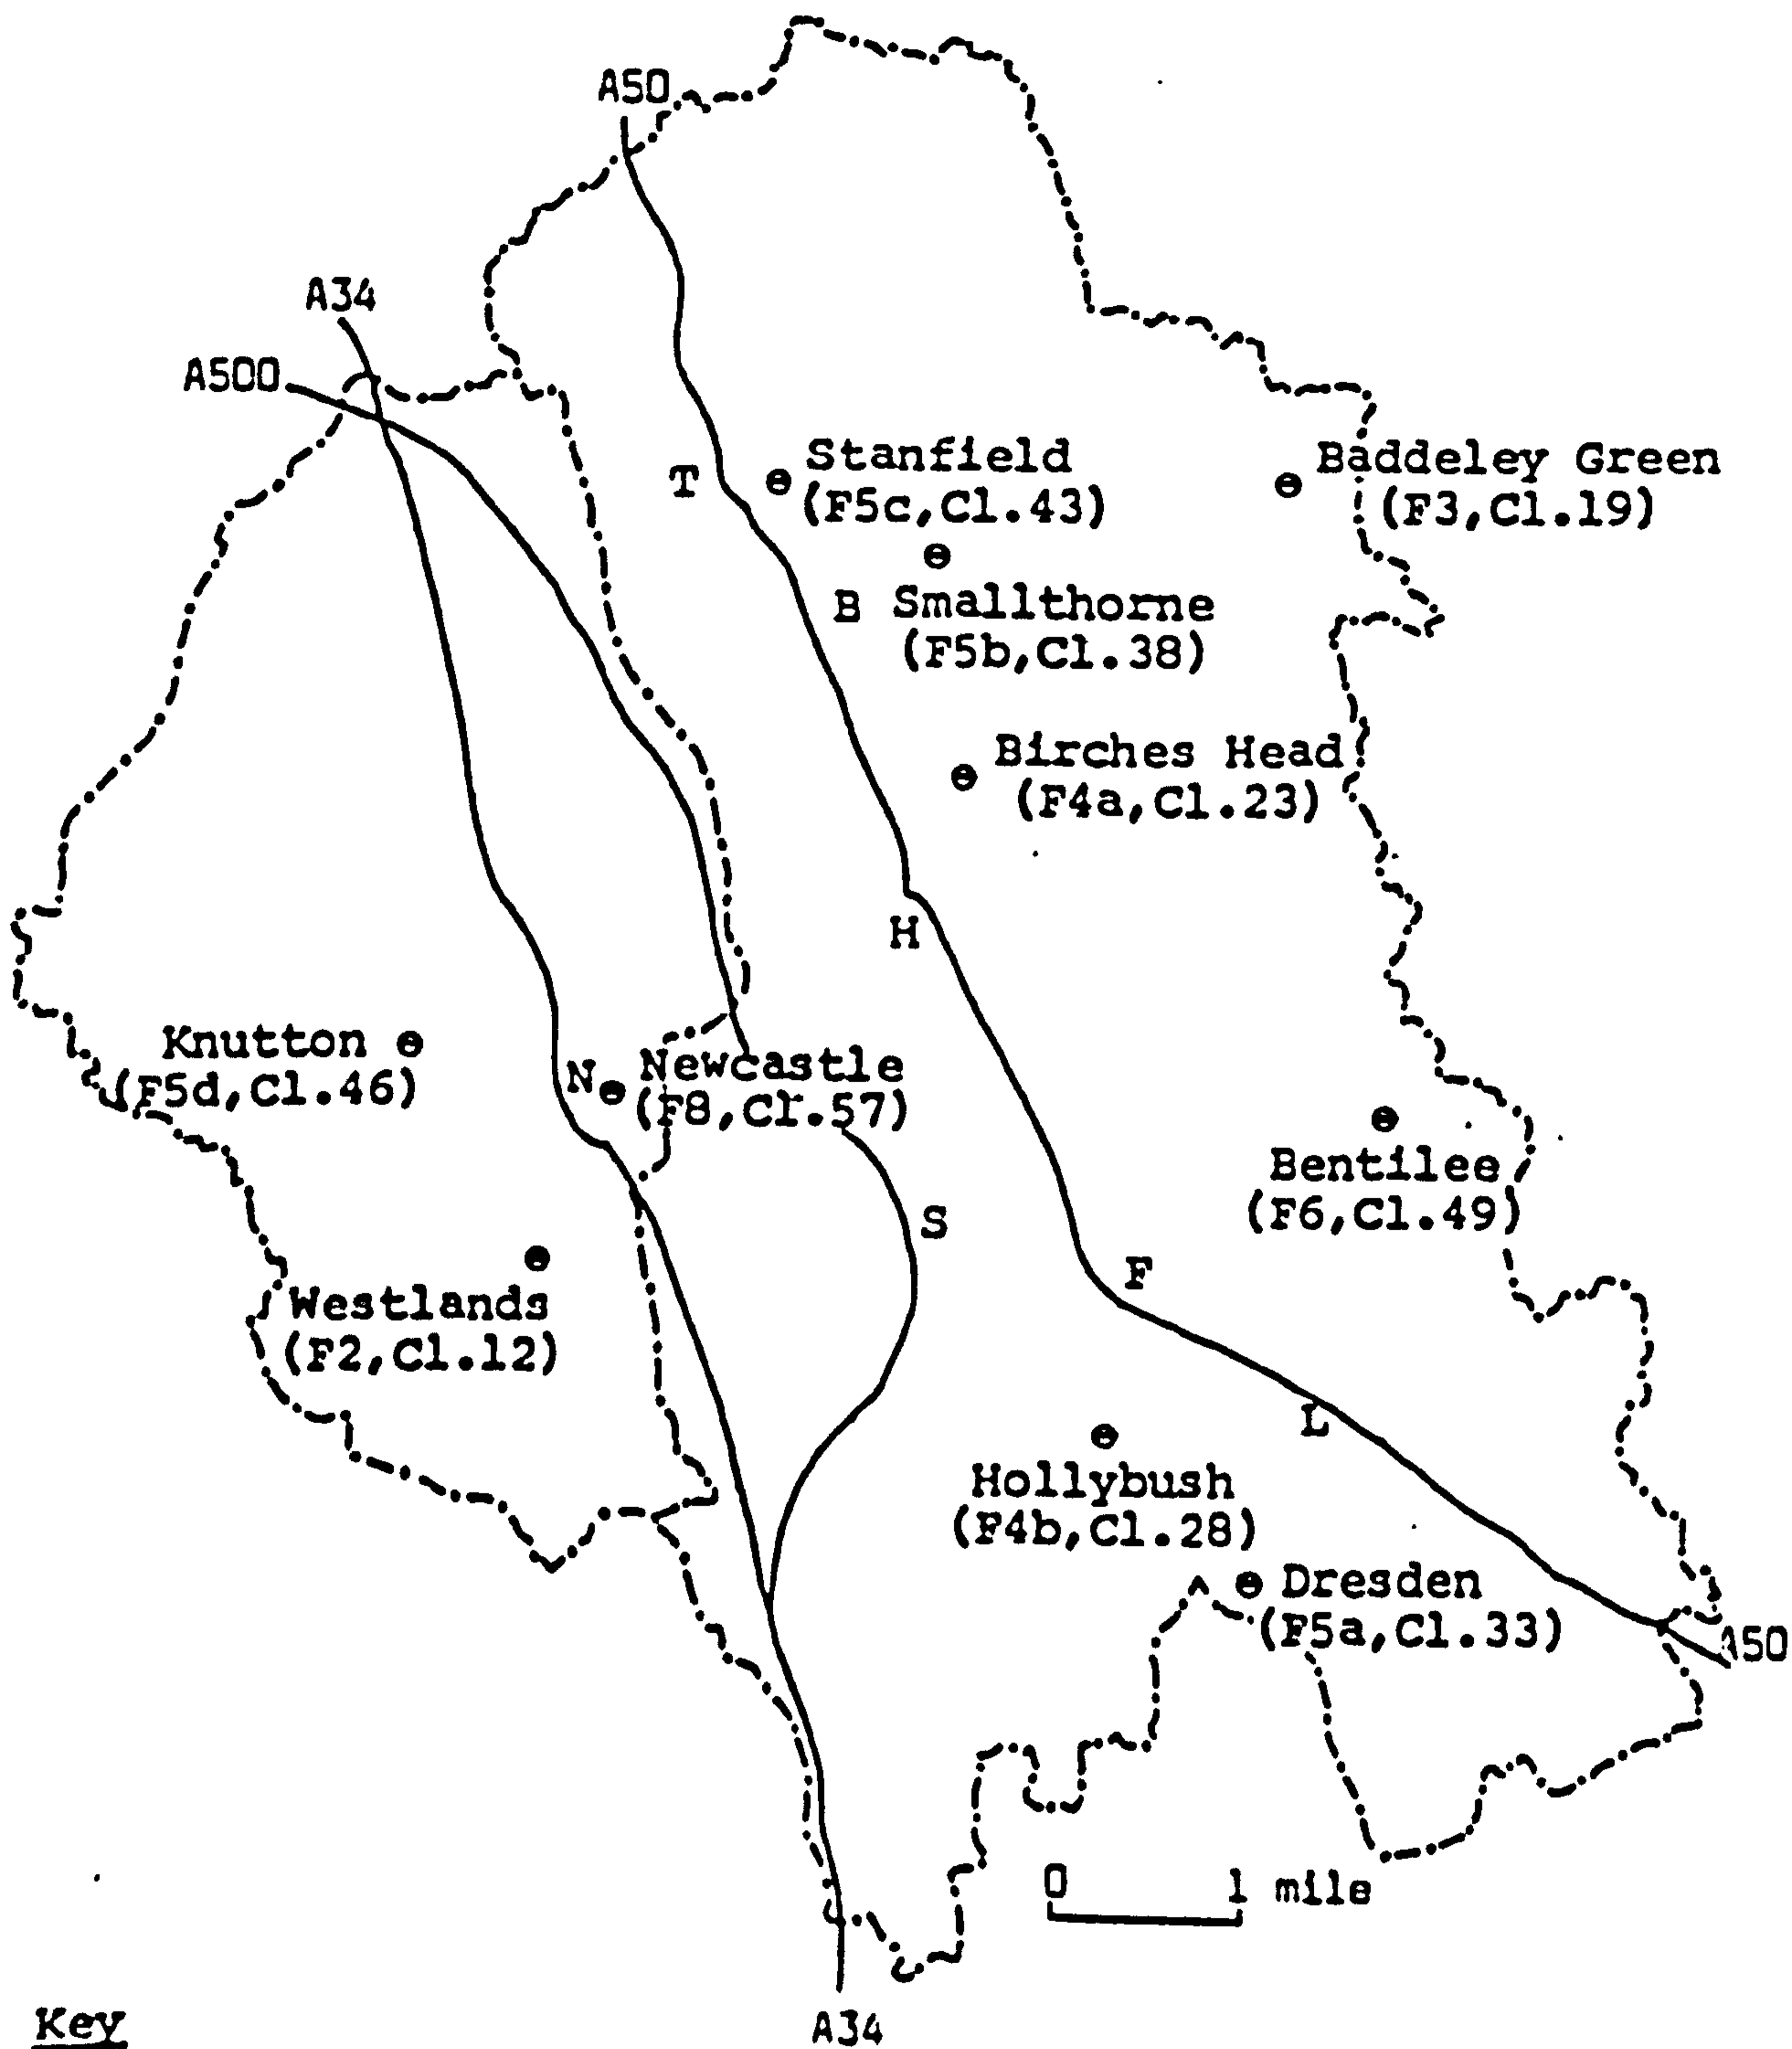 A50
A34
A500
Stanfield
(F5c,Cl.43)
T
Baddeley Green
(F3,Cl.19)
B
Smallthorne
(F5b,Cl.38)
Birches Head
(F4a,Cl.23)
H
Knutton
(F5d,Cl.46)
N
Newcastle
(F8,Cl.57)
Bentilee
(F6,Cl.49)
S
F
Westlands
(F2,Cl.12)
L
Hollybush
(F4b,Cl.28)
Dresden
(F5a,Cl.33)
A50
0 1 mile
A34
Key